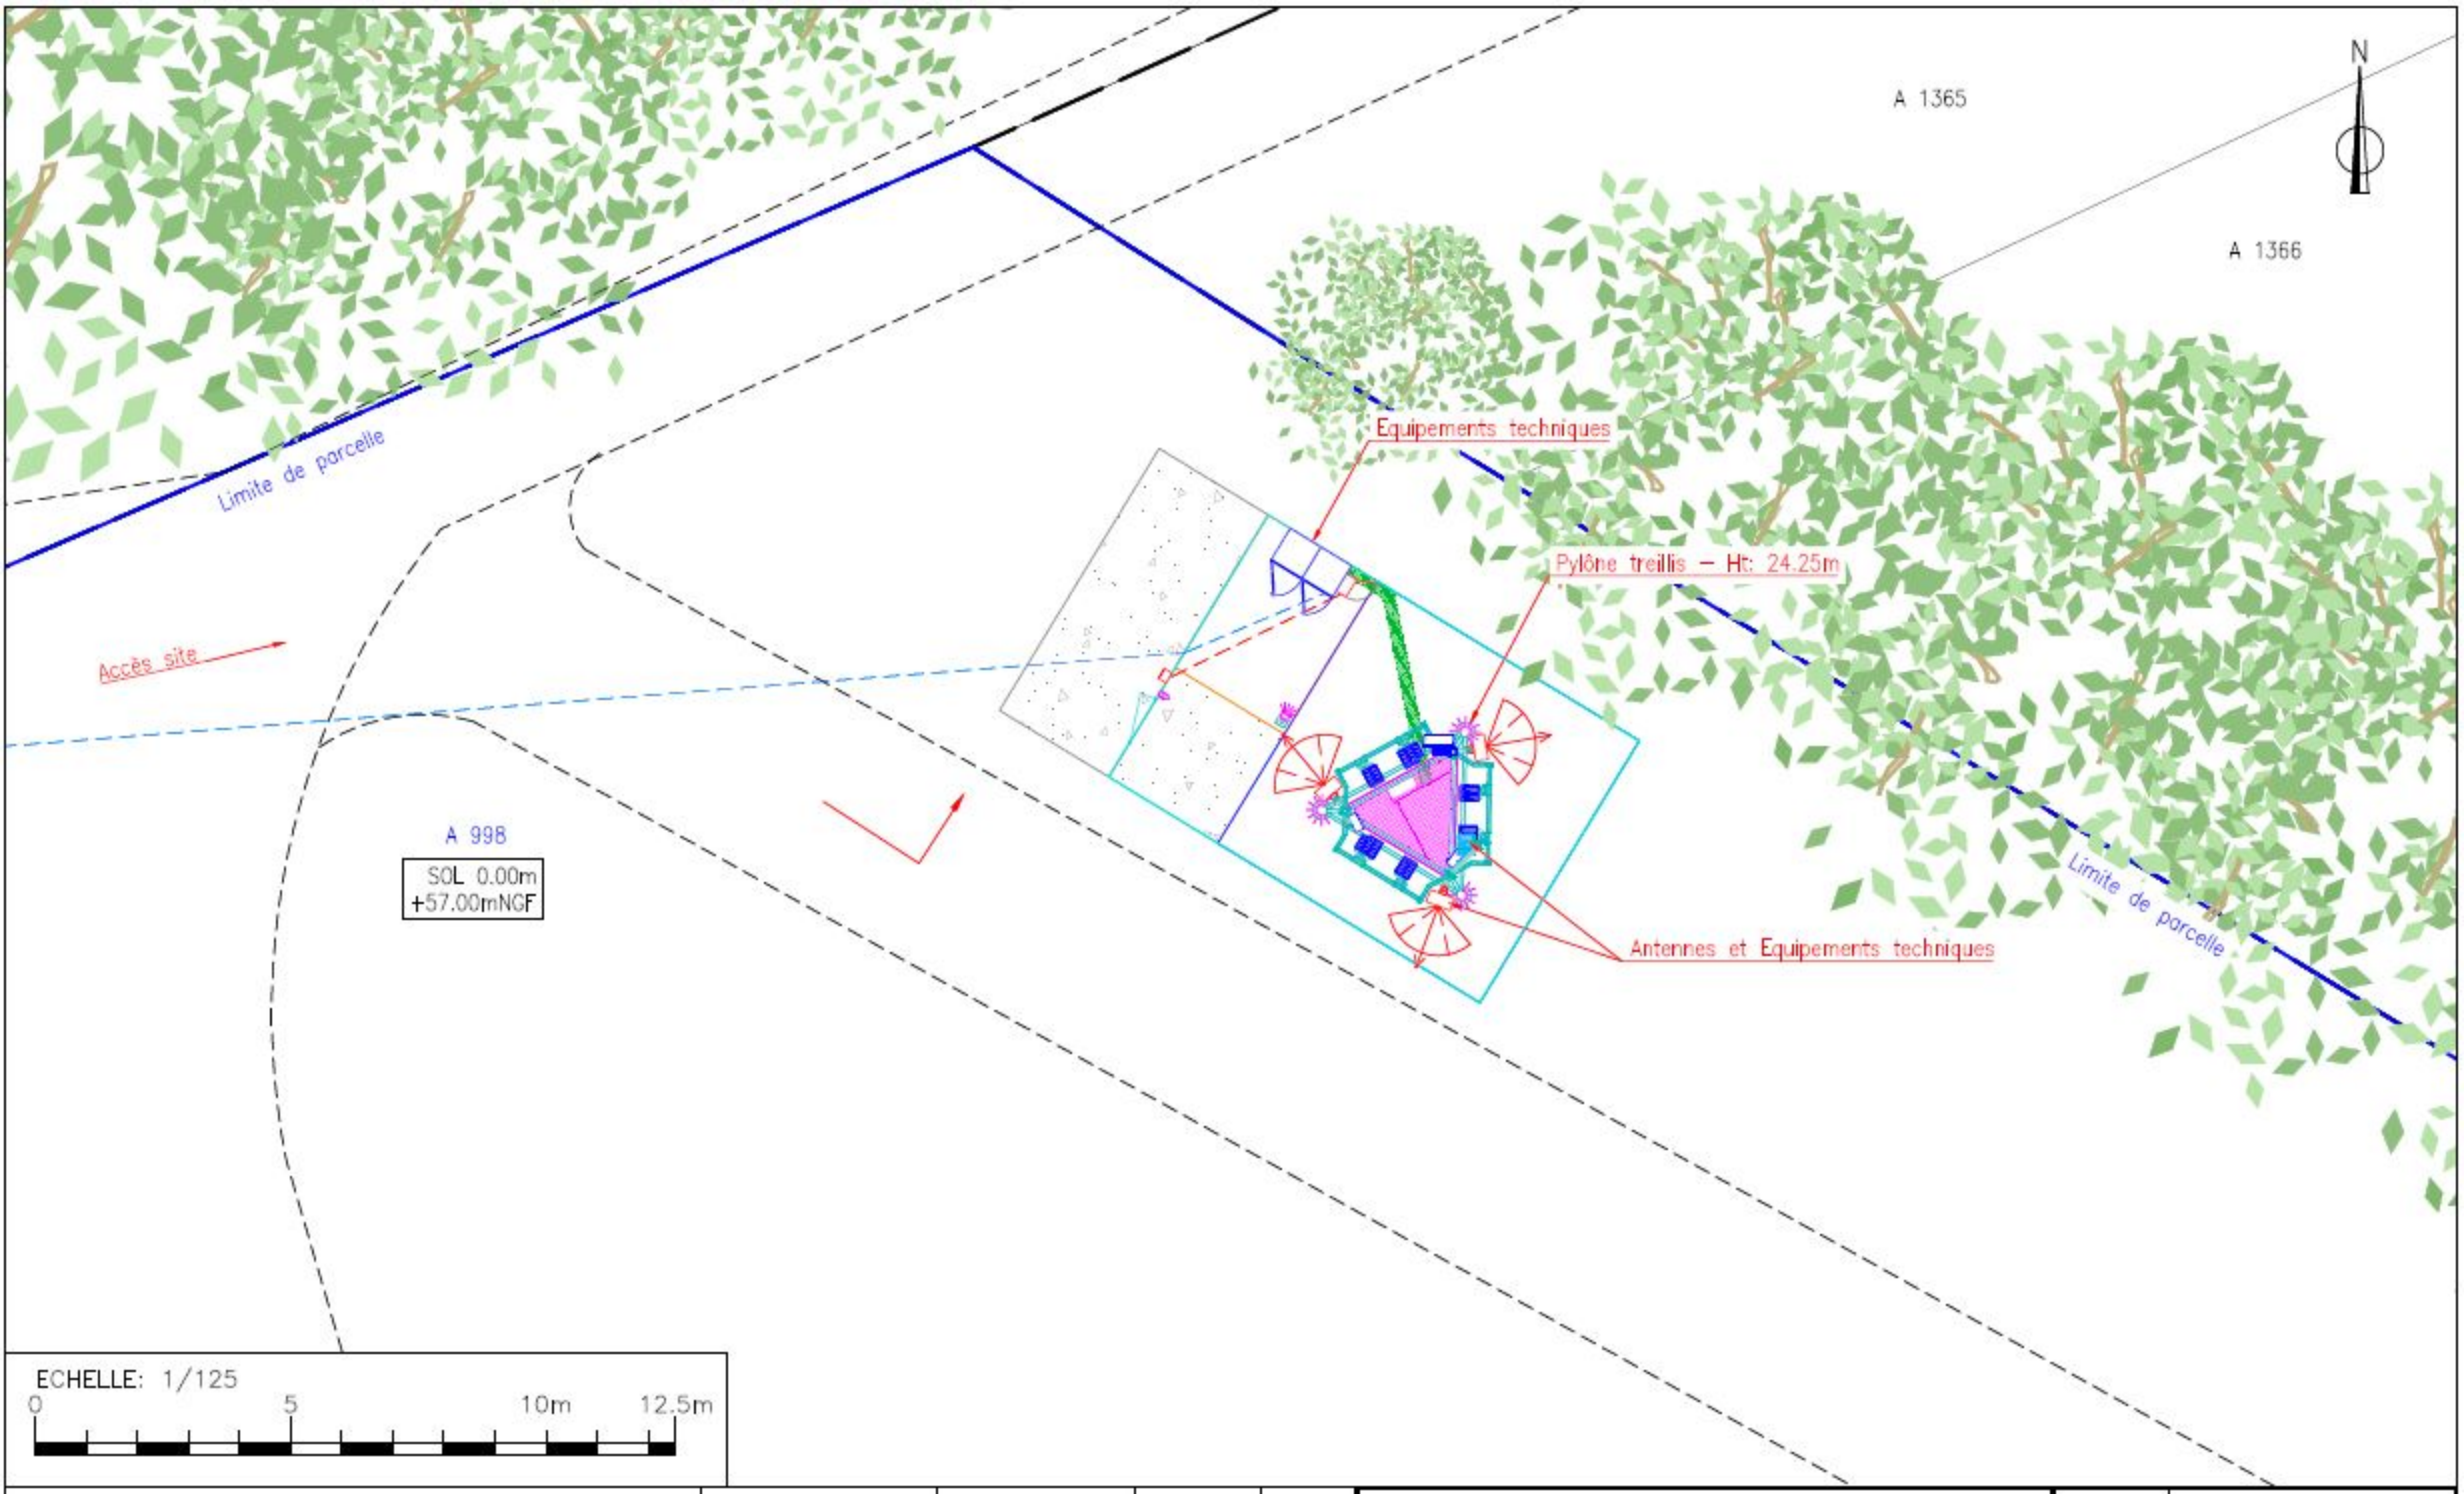 N
A 1365
A 1366
Equipements techniques
Limite de parcelle
Pylône treillis – Ht: 24.25m
Accès site
A 998
SOL 0.00m
+57.00mNGF
Limite de parcelle
Antennes et Equipements techniques
ECHELLE: 1/125
0 5 10m 12.5m